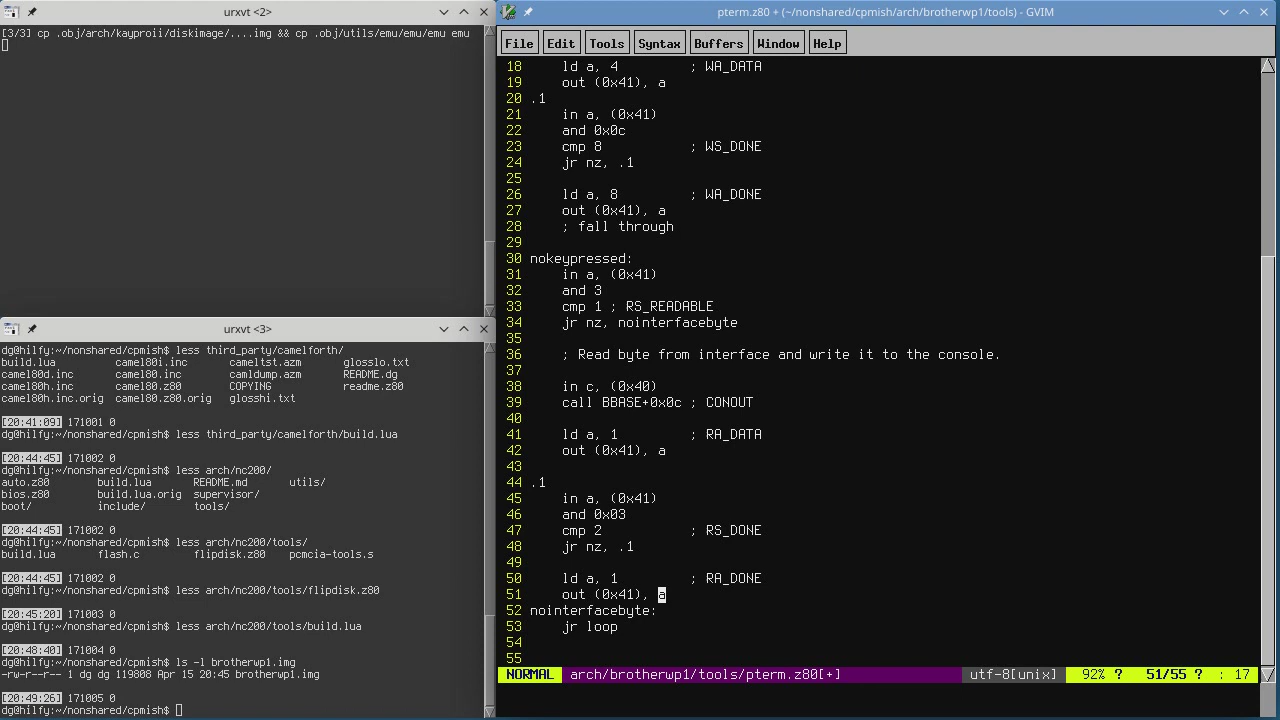 urxvt <2>
[3/3] cp .obj/arch/kayproii/diskimage/....img && cp .obj/utils/emu/emu/emu emu
urxvt <3>
dg@hilfy:~/nonshared/cpmish$ less third_party/camelforth/
build.lua       camel80i.inc    cameltst.azm    glosslo.txt
camel80d.inc    camel80.inc     camldump.azm    README.dg
camel80h.inc    camel80.z80     COPYING         readme.z80
camel80h.inc.orig  camel80.z80.orig  glosshi.txt
[20:41:09] 171001 0
dg@hilfy:~/nonshared/cpmish$ less third_party/camelforth/build.lua
[20:44:45] 171002 0
dg@hilfy:~/nonshared/cpmish$ less arch/nc200/
auto.z80        build.lua       README.md   utils/
bios.z80        build.lua.orig  supervisor/
boot/           include/        tools/
[20:44:45] 171002 0
dg@hilfy:~/nonshared/cpmish$ less arch/nc200/tools/
build.lua       flash.c         flipdisk.z80    pcmcia-tools.s
[20:44:45] 171002 0
dg@hilfy:~/nonshared/cpmish$ less arch/nc200/tools/flipdisk.z80
[20:45:20] 171003 0
dg@hilfy:~/nonshared/cpmish$ less arch/nc200/tools/build.lua
[20:48:40] 171004 0
dg@hilfy:~/nonshared/cpmish$ ls -l brotherwp1.img
-rw-r--r-- 1 dg dg 119808 Apr 15 20:45 brotherwp1.img
[20:49:26] 171005 0
dg@hilfy:~/nonshared/cpmish$
pterm.z80 + (~/nonshared/cpmish/arch/brotherwp1/tools) - GVIM
File Edit Tools Syntax Buffers Window Help
18     ld a, 4         ; WA_DATA
19     out (0x41), a
20 .1
21     in a, (0x41)
22     and 0x0c
23     cmp 8           ; WS_DONE
24     jr nz, .1
25
26     ld a, 8         ; WA_DONE
27     out (0x41), a
28     ; fall through
29
30 nokeypressed:
31     in a, (0x41)
32     and 3
33     cmp 1 ; RS_READABLE
34     jr nz, nointerfacebyte
35
36     ; Read byte from interface and write it to the console.
37
38     in c, (0x40)
39     call BBASE+0x0c ; CONOUT
40
41     ld a, 1         ; RA_DATA
42     out (0x41), a
43
44 .1
45     in a, (0x41)
46     and 0x03
47     cmp 2           ; RS_DONE
48     jr nz, .1
49
50     ld a, 1         ; RA_DONE
51     out (0x41), a
52 nointerfacebyte:
53     jr loop
54
55
NORMAL arch/brotherwp1/tools/pterm.z80[+] utf-8[unix] 92% ? 51/55 ? : 17